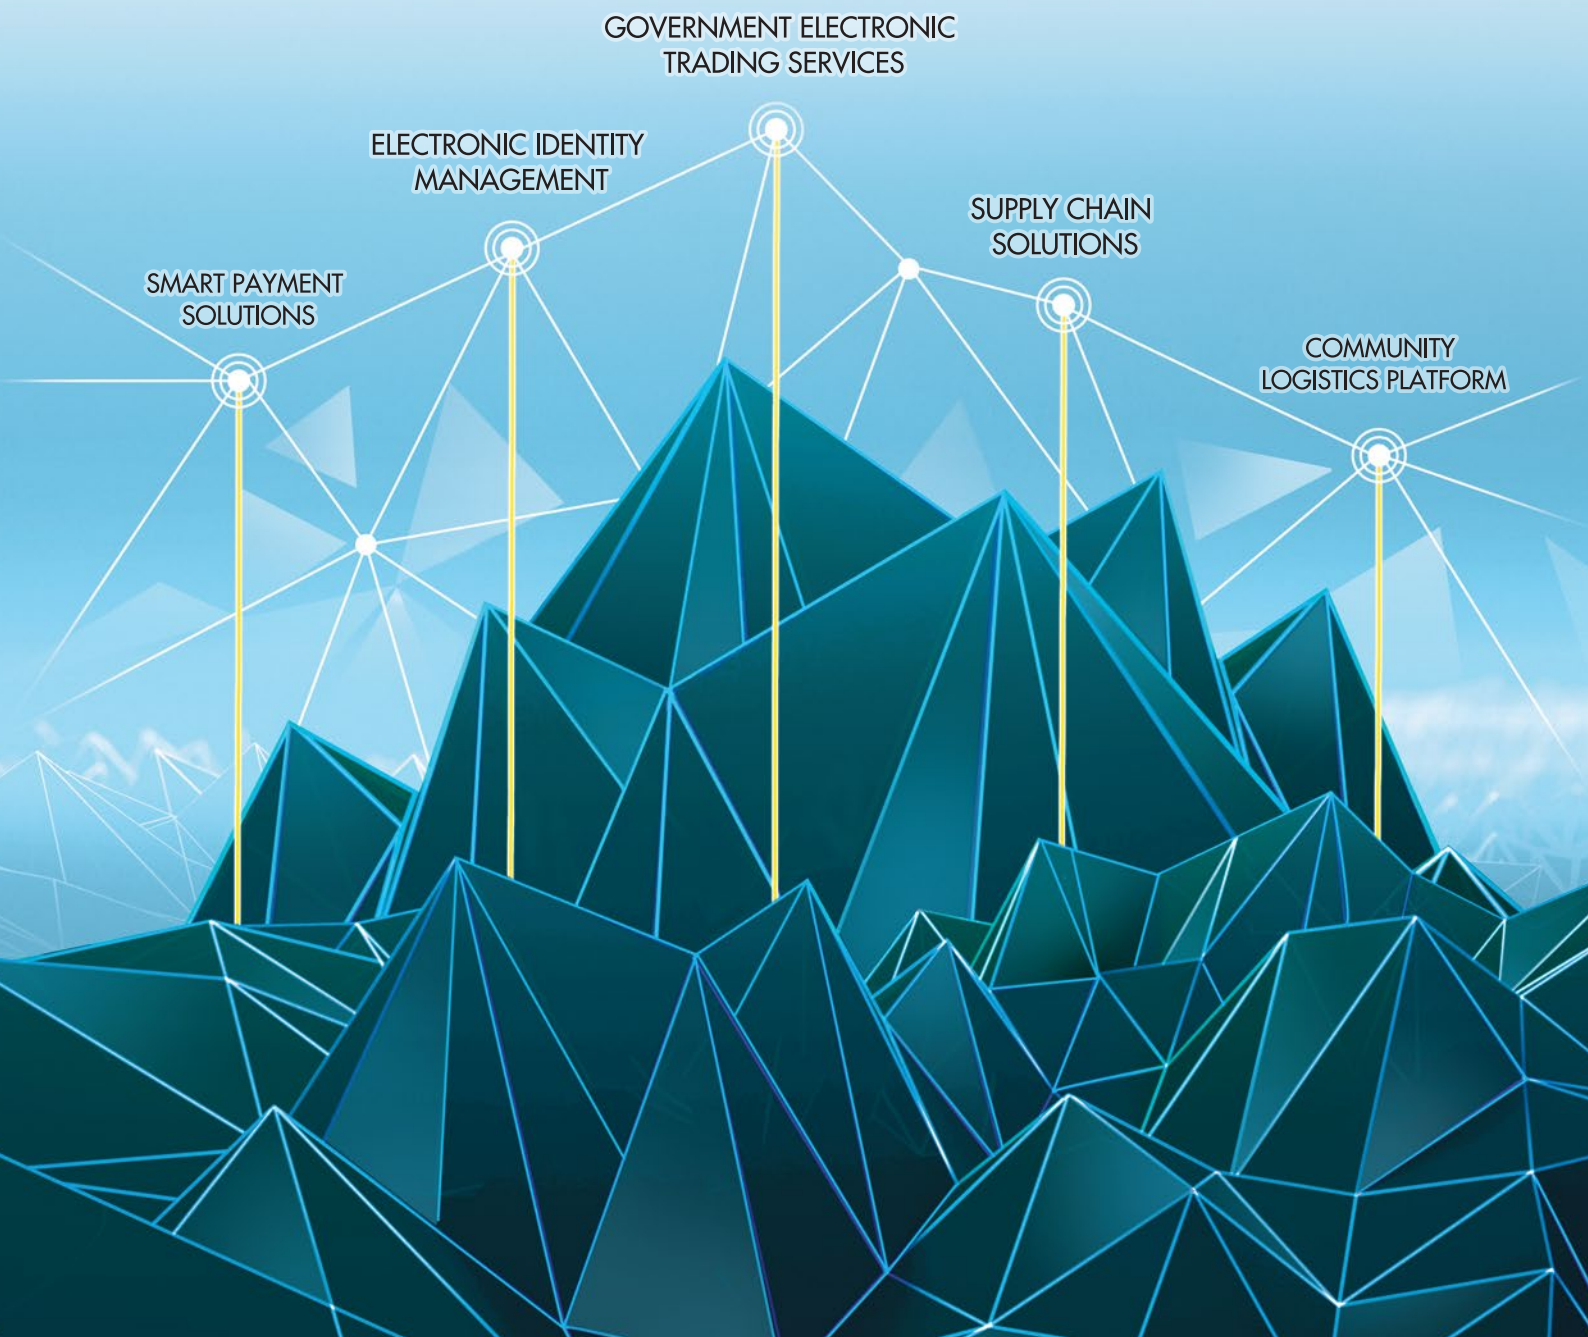 GOVERNMENT ELECTRONIC
TRADING SERVICES
ELECTRONIC IDENTITY
MANAGEMENT
SUPPLY CHAIN
SOLUTIONS
SMART PAYMENT
SOLUTIONS
COMMUNITY
LOGISTICS PLATFORM